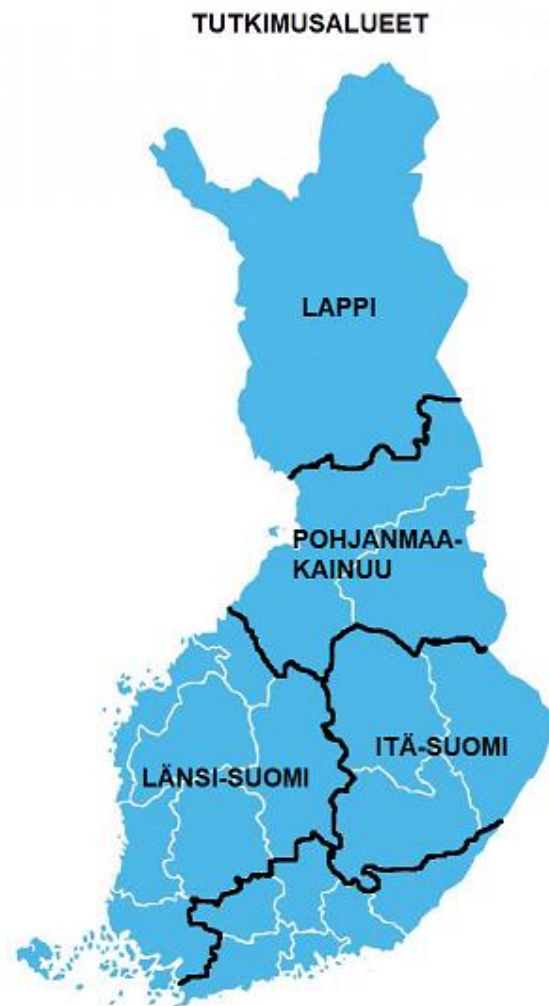 TUTKIMUSALUEET
LAPPI
POHJANMAA-
KAINUU
ITÄ-SUOMI
LÄNSI-SUOMI